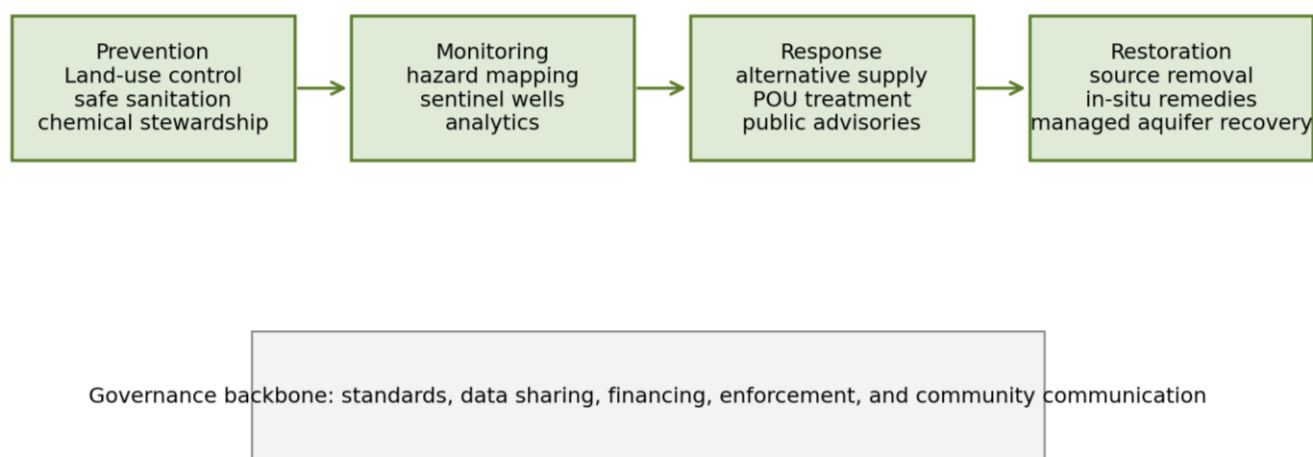 Prevention
Land-use control
safe sanitation
chemical stewardship
Monitoring
hazard mapping
sentinel wells
analytics
Response
alternative supply
POU treatment
public advisories
Restoration
source removal
in-situ remedies
managed aquifer recovery
Governance backbone: standards, data sharing, financing, enforcement, and community communication